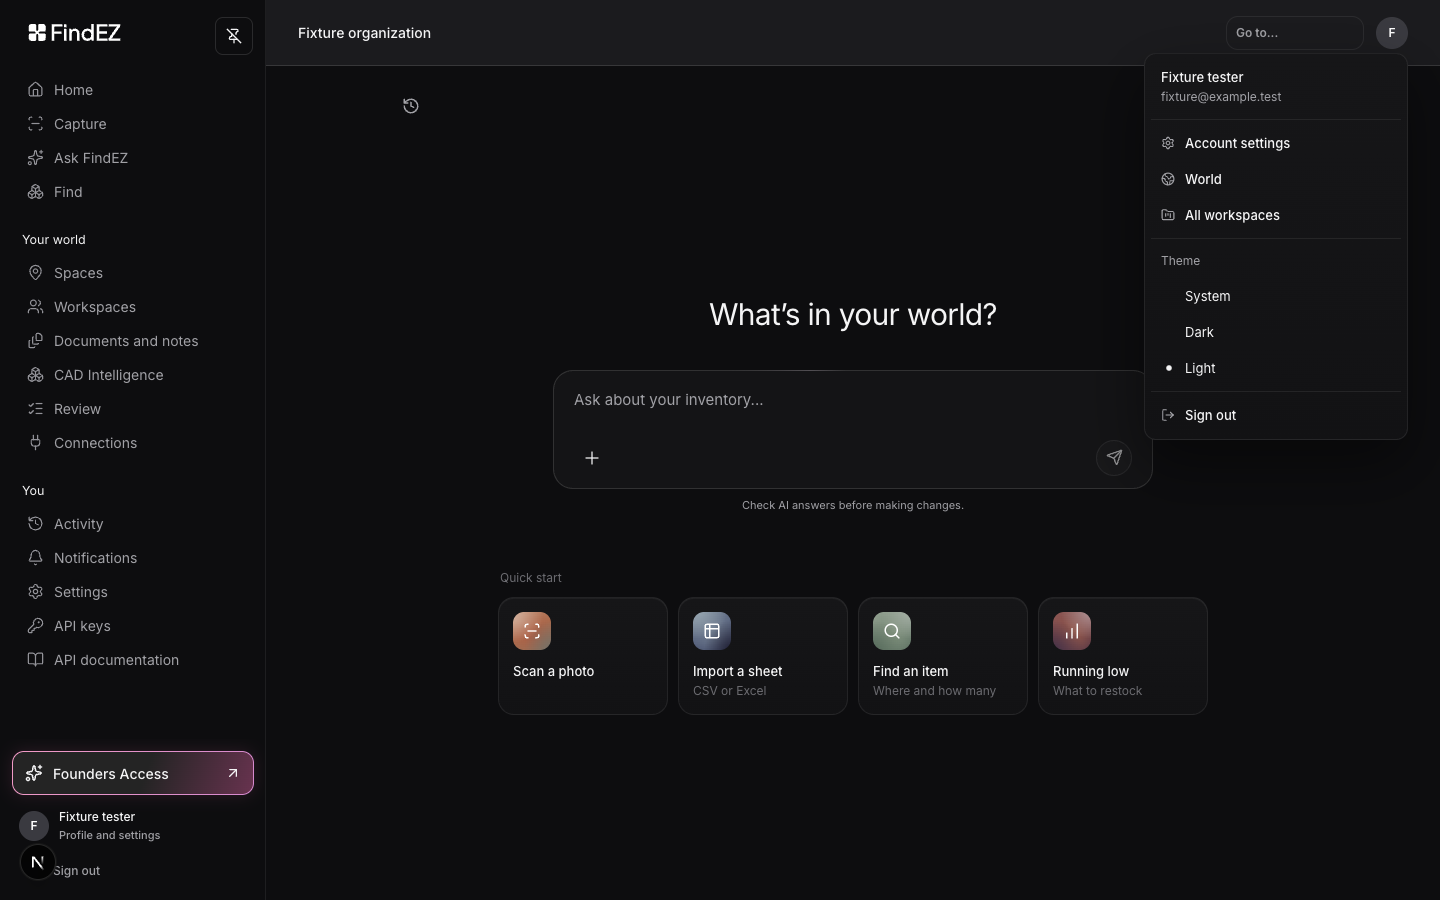 FindEZ
Home
Capture
Ask FindEZ
Find
Your world
Spaces
Workspaces
Documents and notes
CAD Intelligence
Review
Connections
You
Activity
Notifications
Settings
API keys
API documentation
Founders Access
F
Fixture tester
Profile and settings
N
Sign out
Fixture organization
Go to...
F
Fixture tester
fixture@example.test
Account settings
World
All workspaces
Theme
System
Dark
Light
Sign out
What's in your world?
Ask about your inventory...
Check AI answers before making changes.
Quick start
Scan a photo
Import a sheet
CSV or Excel
Find an item
Where and how many
Running low
What to restock